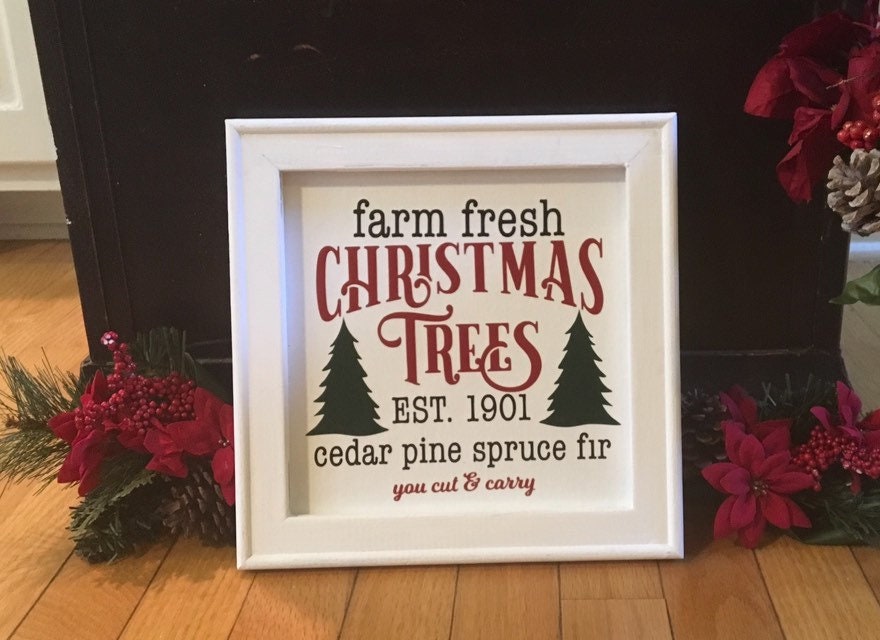 farm fresh
CHRISTMAS
TREES
EST. 1901
cedar pine spruce fir
you cut & carry